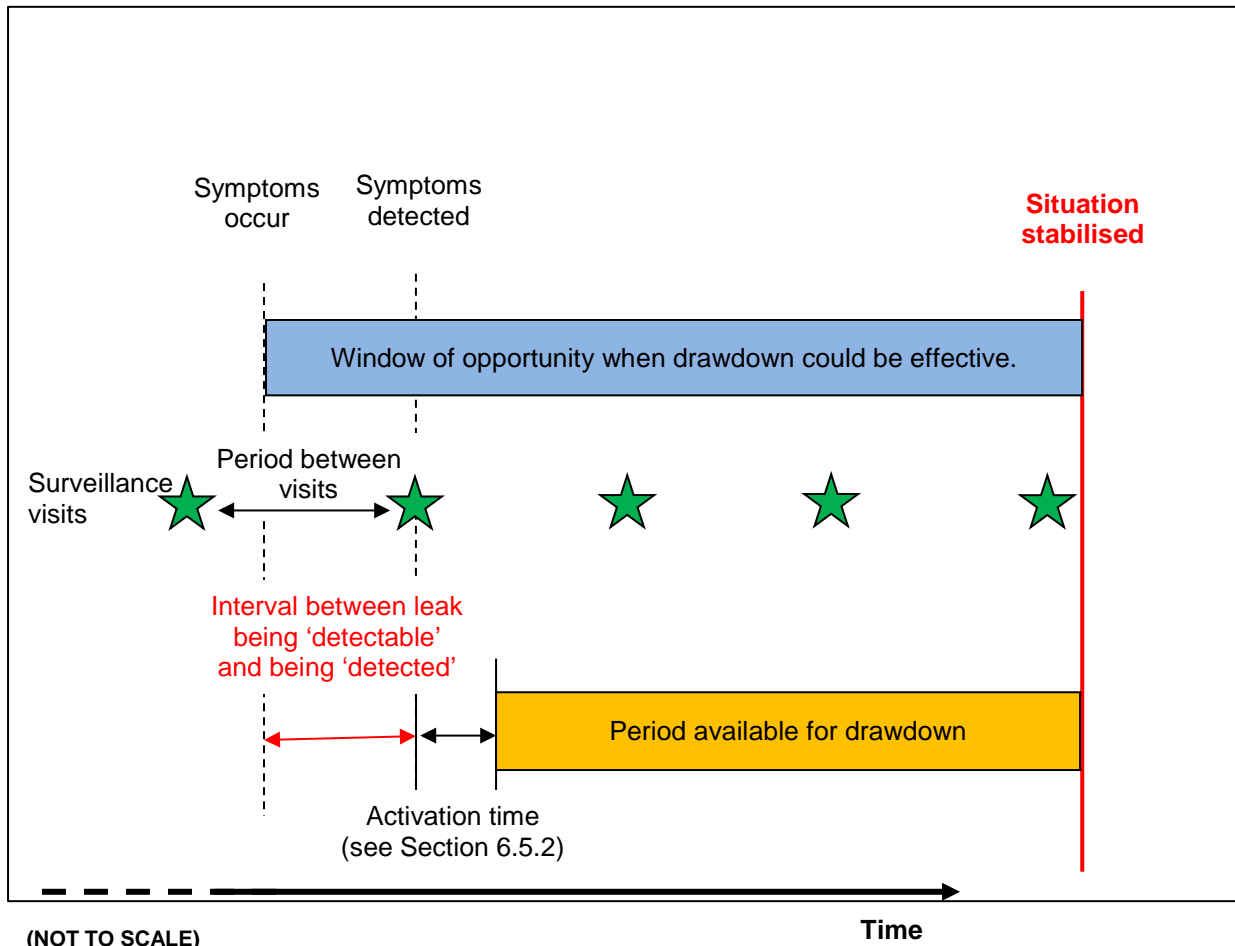 Symptoms
occur
Symptoms
detected
Situation
stabilised
Window of opportunity when drawdown could be effective.
Surveillance
visits
Period between
visits
Interval between leak
being ‘detectable’
and being ‘detected’
Period available for drawdown
Activation time
(see Section 6.5.2)
Time
(NOT TO SCALE)